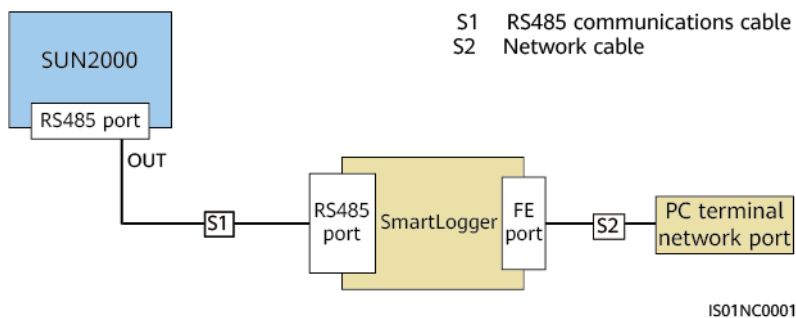 S1 RS485 communications cable
S2 Network cable
SUN2000
RS485 port
OUT
S1
RS485
port
SmartLogger
FE
port
S2
PC terminal
network port
IS01NC0001